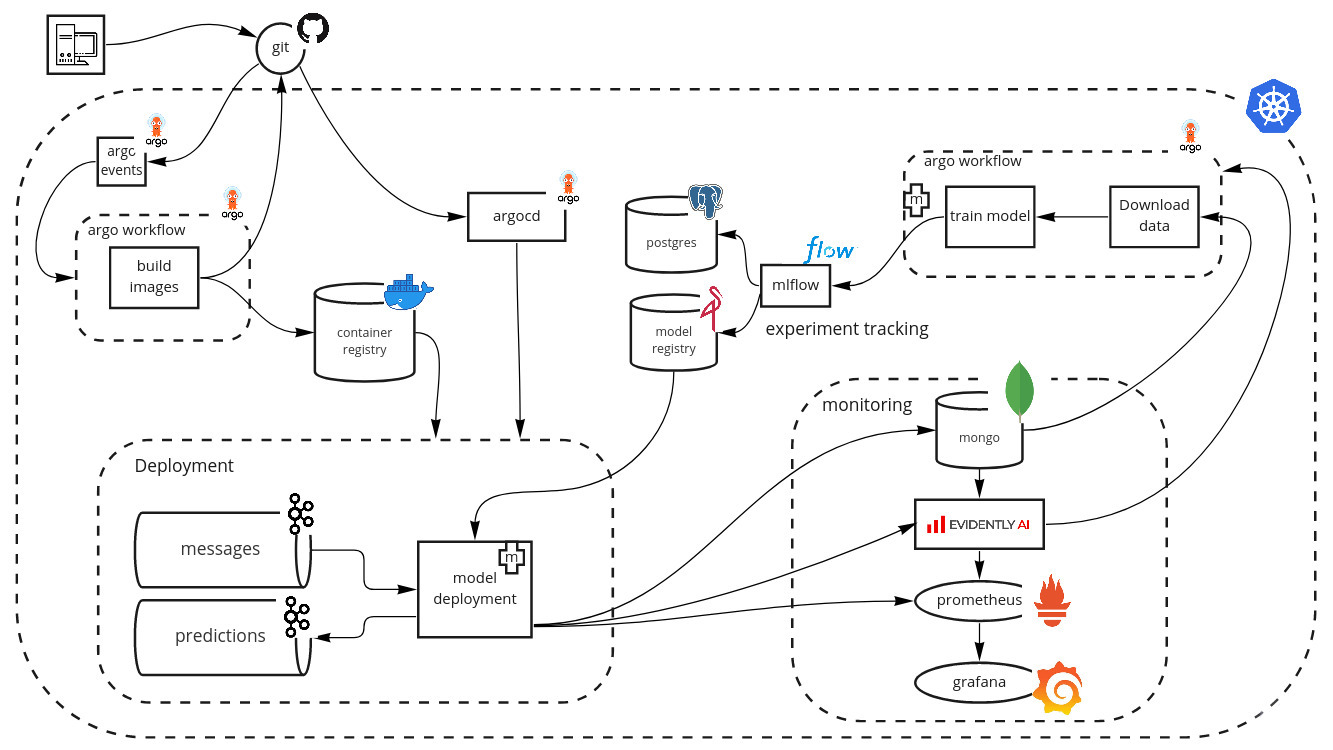 git
argo
argo
events
argo
argo workflow
build
images
argo
argocd
container
registry
postgres
flow
mlflow
model
registry
experiment tracking
argo
argo workflow
m
train model
Download
data
Deployment
messages
predictions
m
model
deployment
monitoring
mongo
EVIDENTLY AI
prometheus
grafana